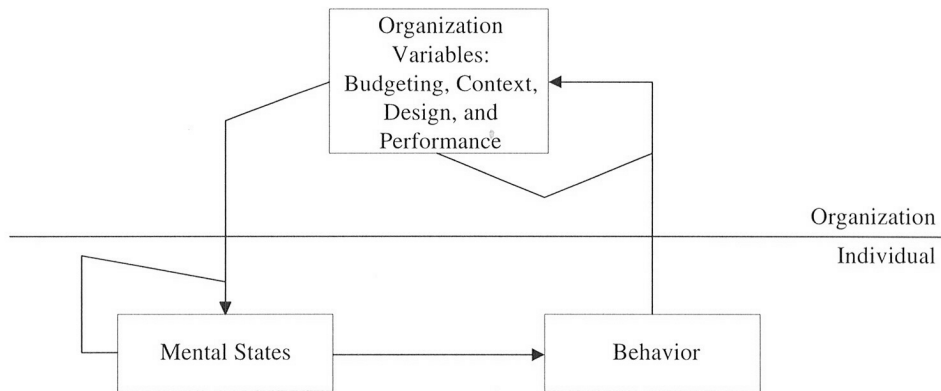 Organization
Variables:
Budgeting, Context,
Design, and
Performance
Organization
Individual
Mental States
Behavior